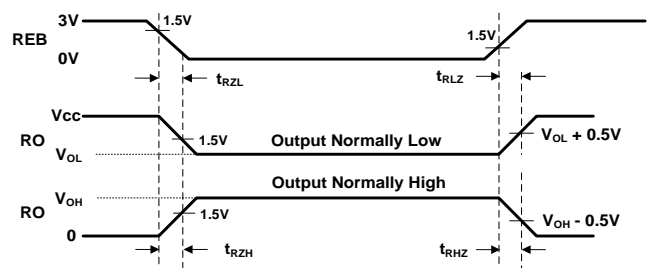 3V
1.5V
REB
1.5V
0V
tRZL
tRLZ
Vcc
RO
1.5V
Output Normally Low
VOL + 0.5V
VOL
Output Normally High
VOH
RO
1.5V
VOH - 0.5V
0
tRZH
tRHZ